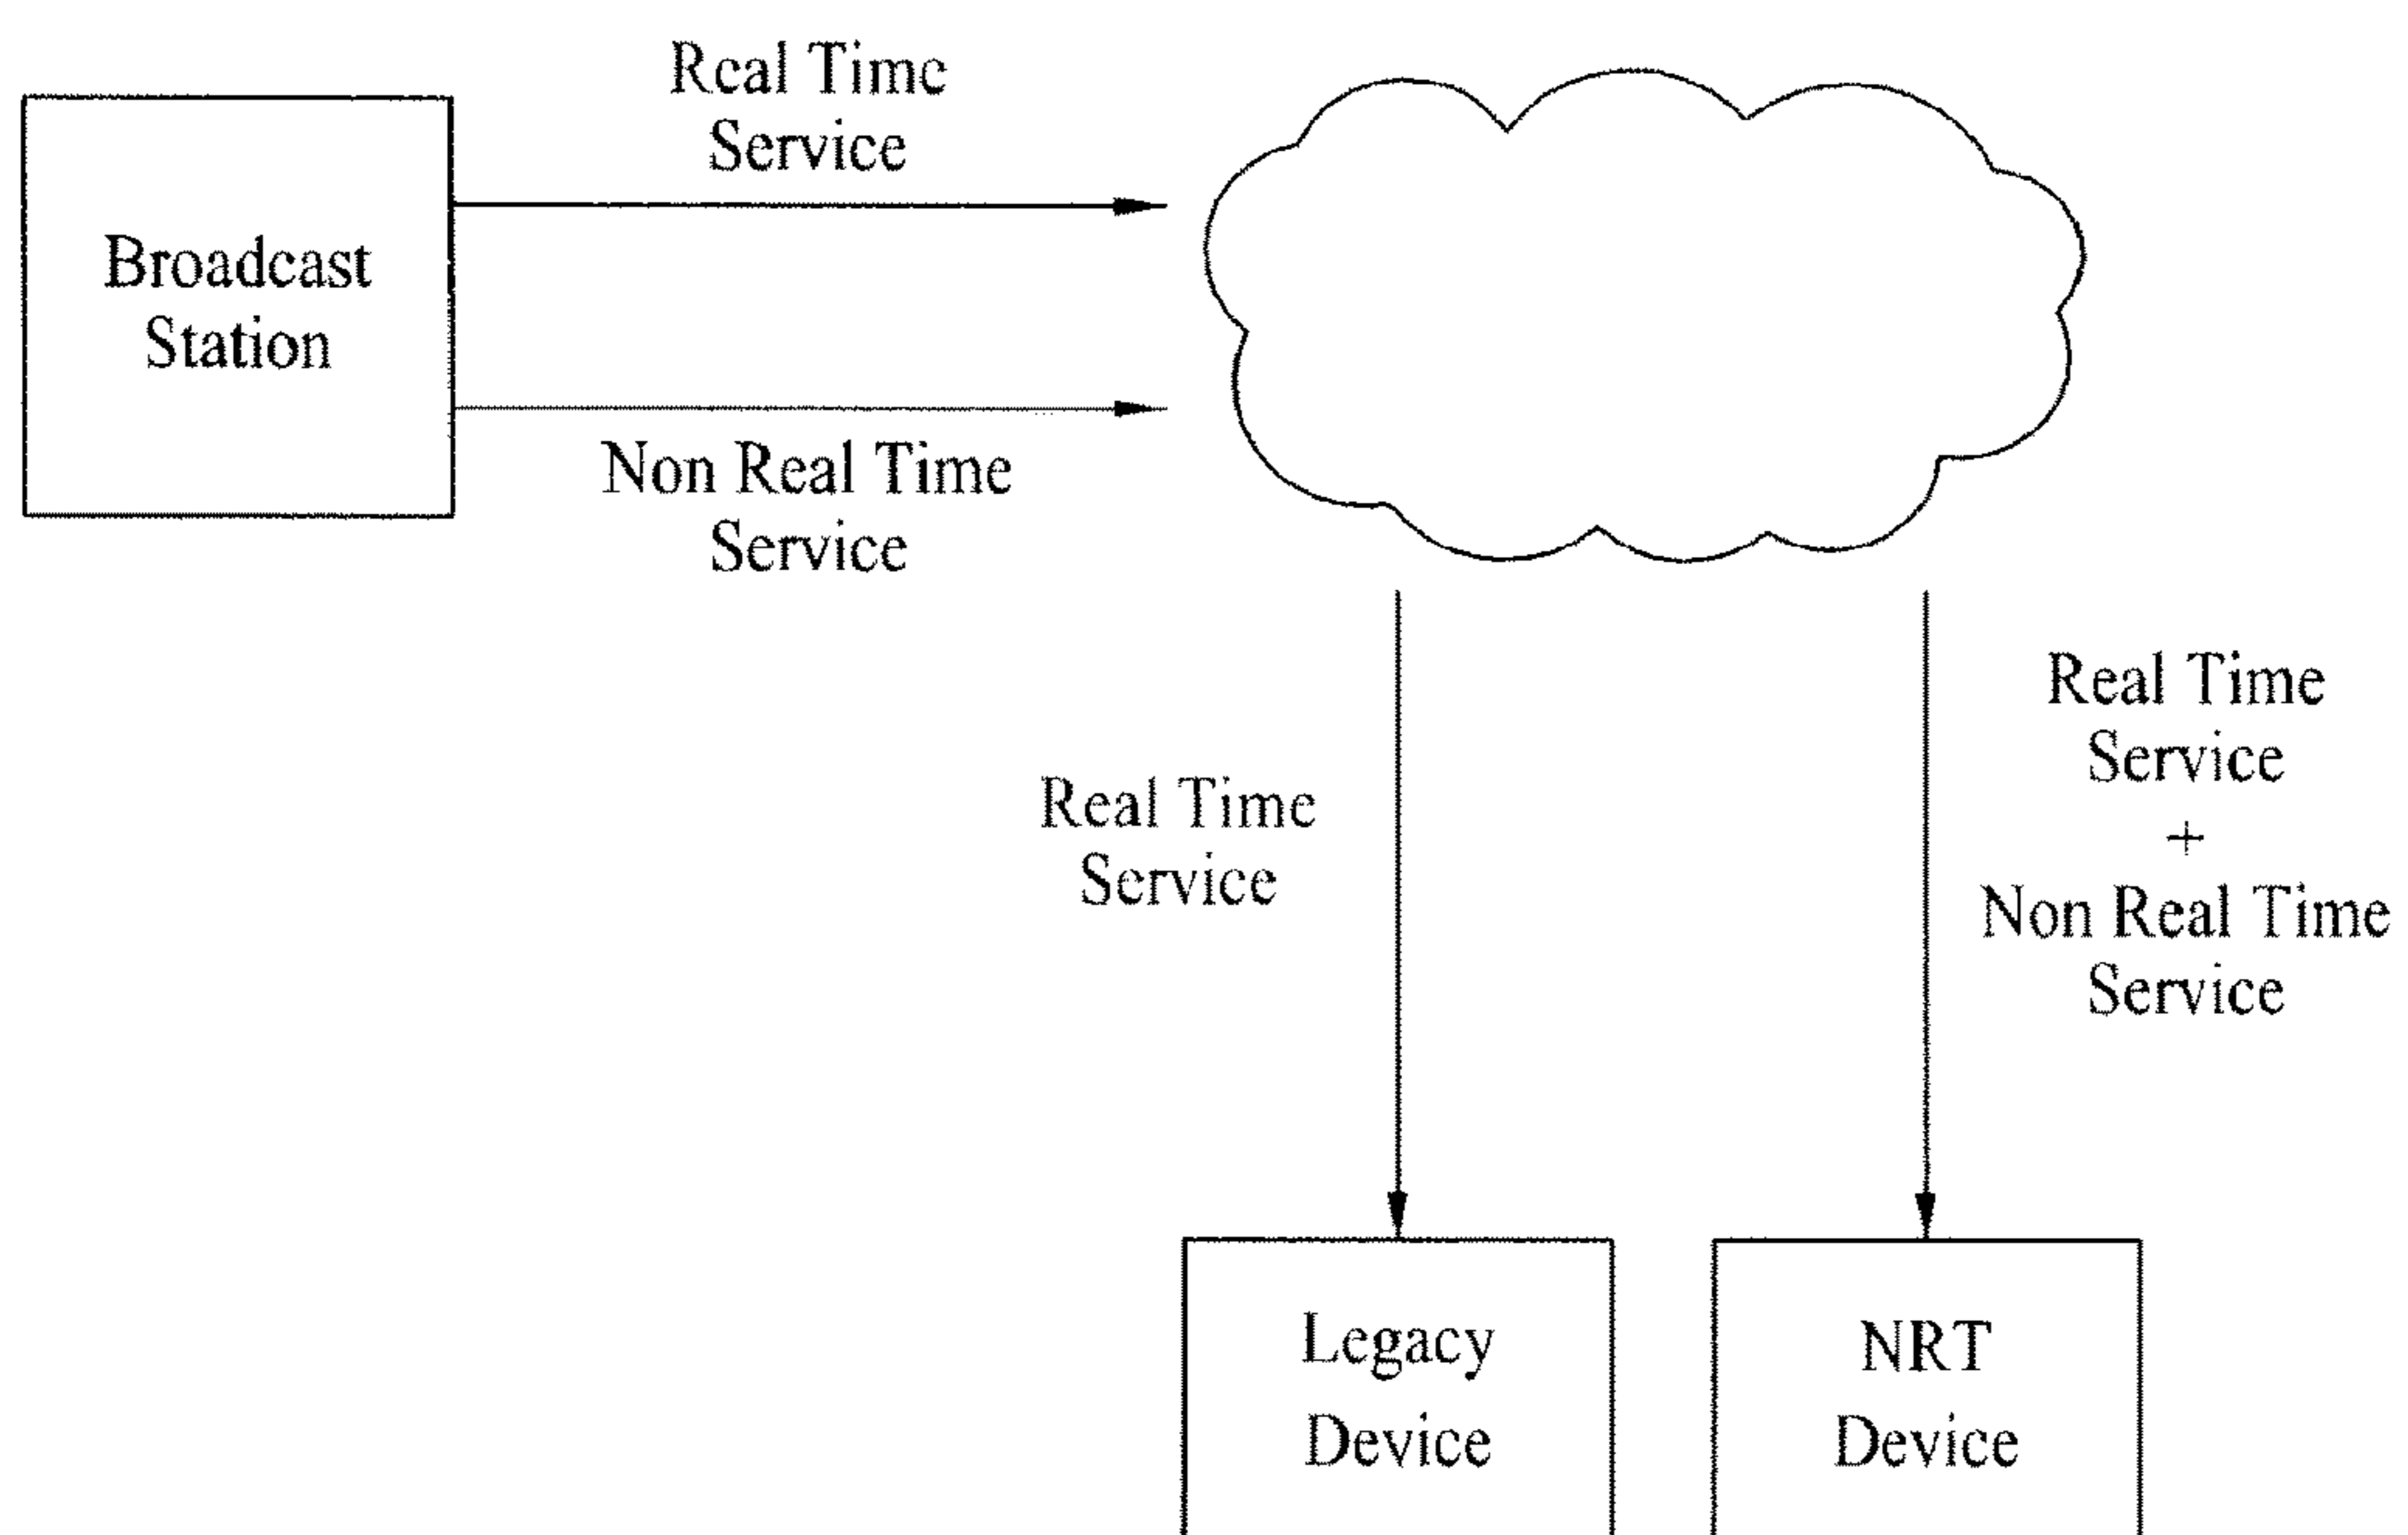 Real Time
Service
Broadcast
Station
Non Real Time
Service
Real Time
Service
Real Time
Service
+
Non Real Time
Service
Legacy
Device
NRT
Device